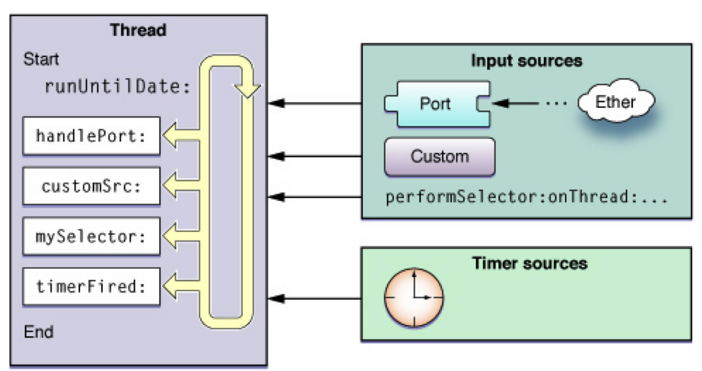 Thread
Start
runUntilDate:
handlePort:
customSrc:
mySelector:
timerFired:
End
Input sources
Port
...
Ether
Custom
performSelector:onThread:...
Timer sources